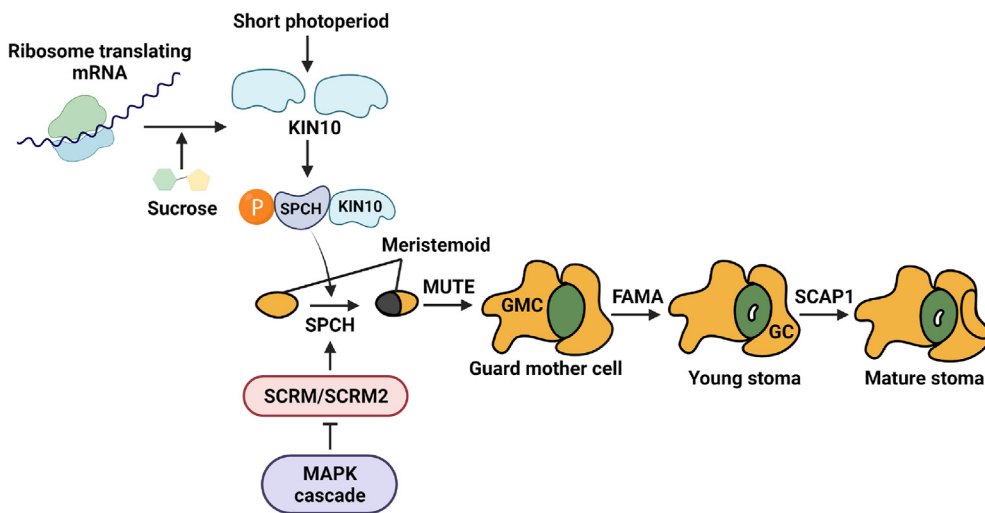 Short photoperiod
Ribosome translating
mRNA
KIN10
Sucrose
P
SPCH
KIN10
Meristemoid
SPCH
MUTE
GMC
Guard mother cell
FAMA
GC
Young stoma
SCAP1
Mature stoma
SCRM/SCRM2
MAPK
cascade